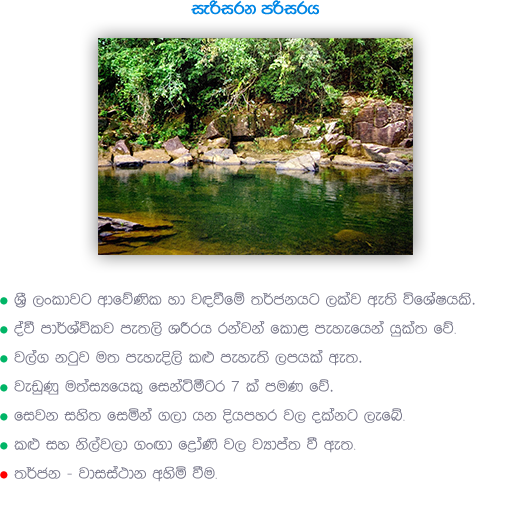 සැරිසරන පරිසරය
ශ්‍රී ලංකාවට ආවේණික හා වඳවීමේ තර්ජනයට ලක්ව ඇති විශේෂයකි.
ද්වී පාර්ශ්විකව පැතලි ශරීරය රන්වන් කොළ පැහැයෙන් යුක්ත වේ.
වල්ග නටුව මත පැහැදිලි කළු පැහැති ලපයක් ඇත.
වැඩුණු මත්ස්‍යයෙකු සෙන්ටිමීටර 7 ක් පමණ වේ.
සෙවන සහිත සෙමින් ගලා යන දියපහර වල දක්නට ලැබේ.
කළු සහ නිල්වලා ගංඟා ද්‍රෝණි වල ව්‍යාප්ත වී ඇත.
තර්ජන - වාසස්ථාන අහිමි වීම.